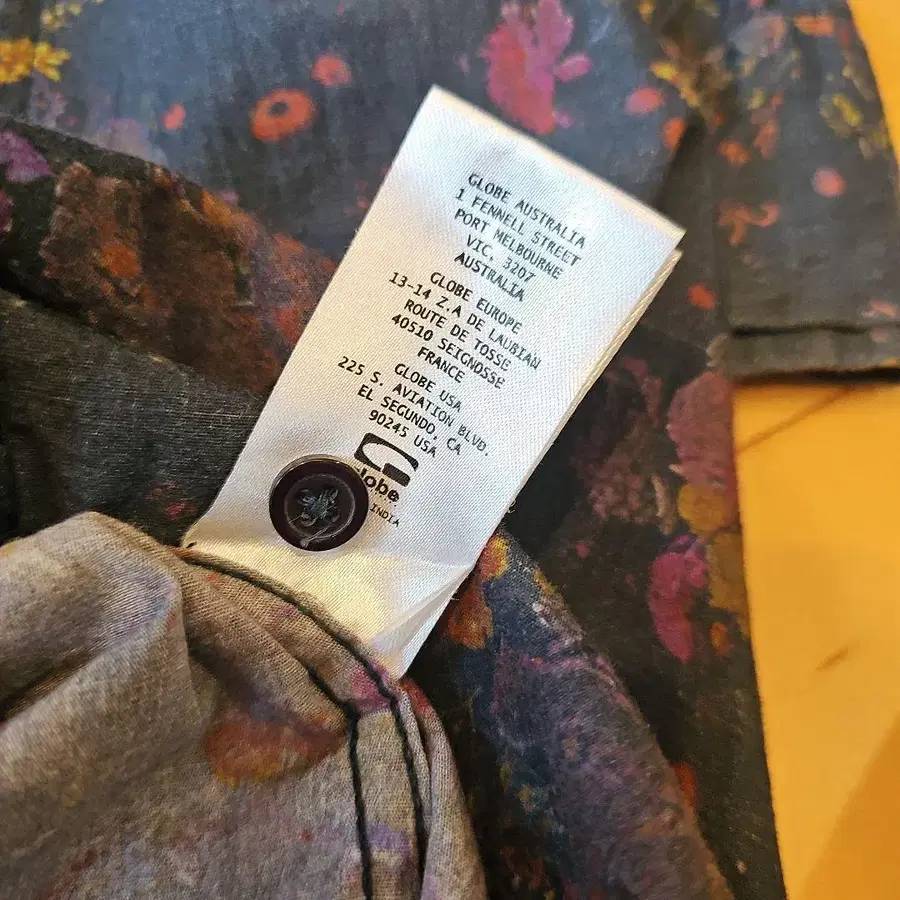 GLOBE AUSTRALIA
1 FENNELL STREET
PORT MELBOURNE
VIC, 3207
AUSTRALIA
GLOBE EUROPE
13-14 Z.A DE LAUBIAN
ROUTE DE TOSSE
40510 SEIGNOSSE
FRANCE
GLOBE USA
225 S. AVIATION BLVD.
EL SEGUNDO, CA
90245 USA
lobe
INDIA